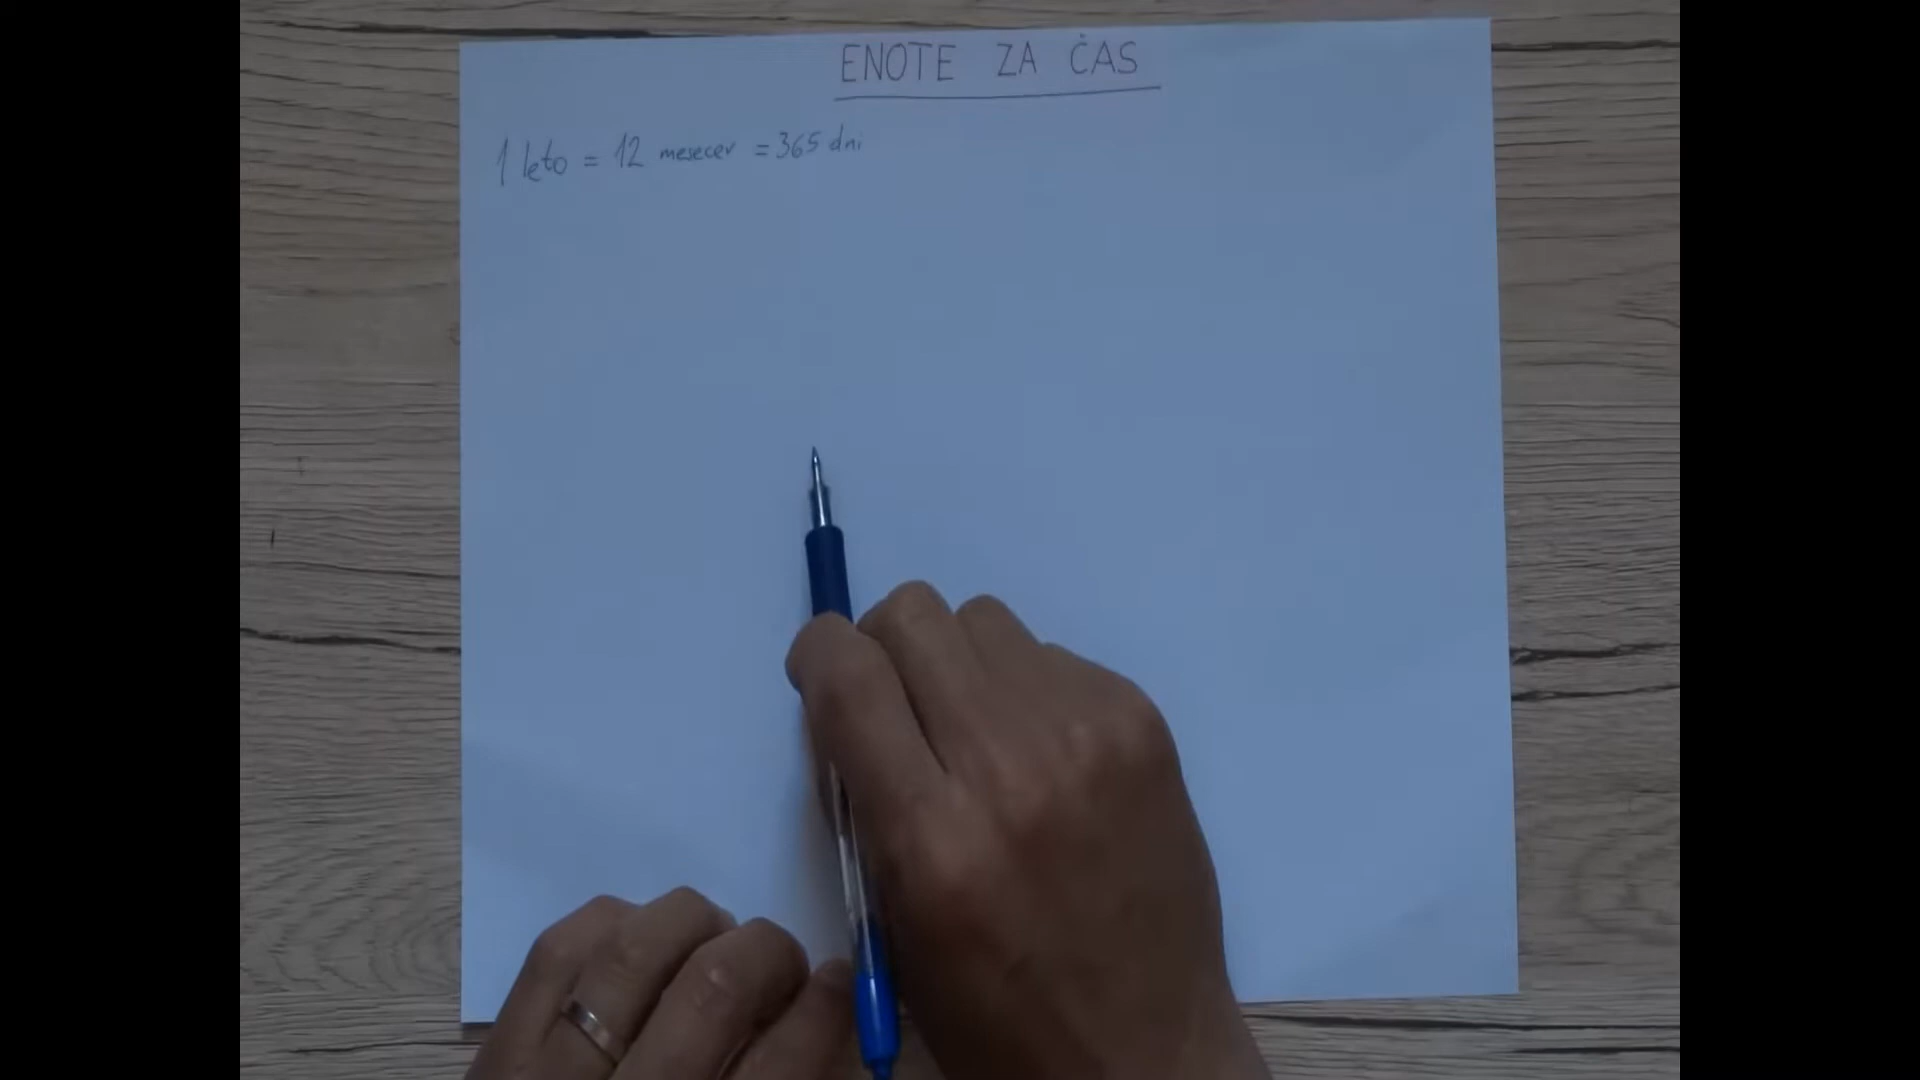 ENOTE ZA ČAS
1 leto = 12 mesecev = 365 dni